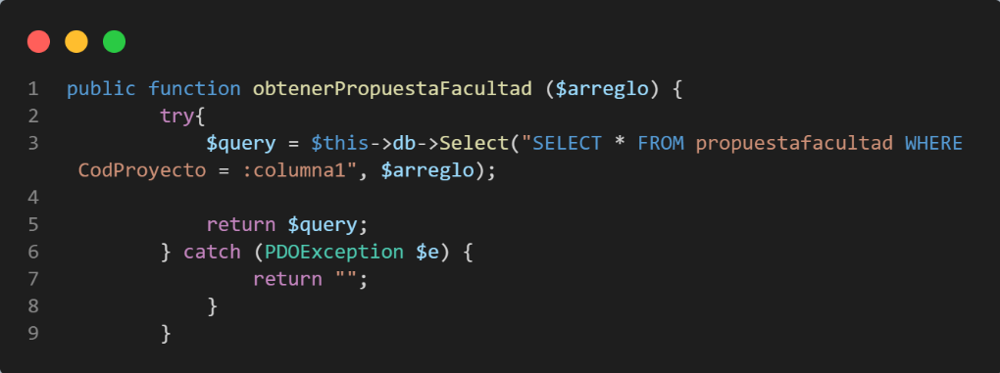 1 public function obtenerPropuestaFacultad ($arreglo) {
2 try{
3 $query = $this->db->Select("SELECT * FROM propuestafacultad WHERE
CodProyecto = :columna1", $arreglo);
4
5 return $query;
6 } catch (PDOException $e) {
7 return "";
8 }
9 }